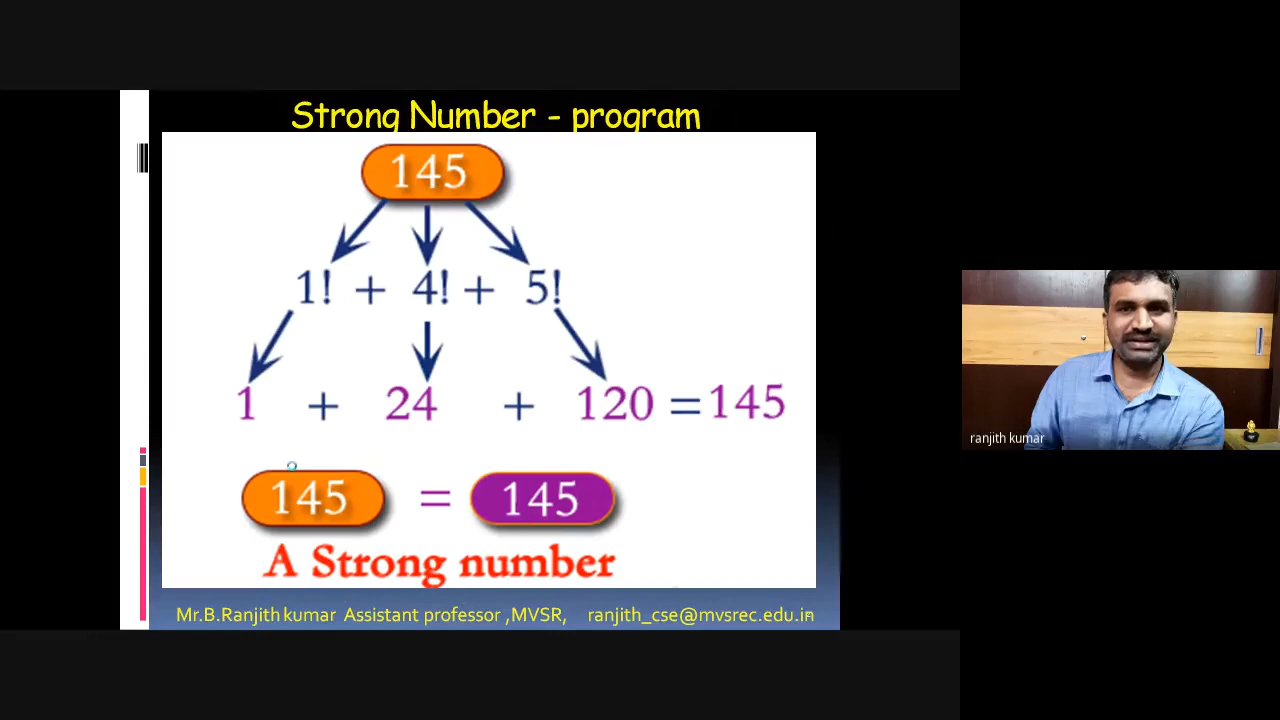 Strong Number - program
145
1! + 4! + 5!
1 + 24 + 120 =145
145 = 145
A Strong number
Mr.B.Ranjith kumar Assistant professor ,MVSR, ranjith_cse@mvsrec.edu.in
ranjith kumar